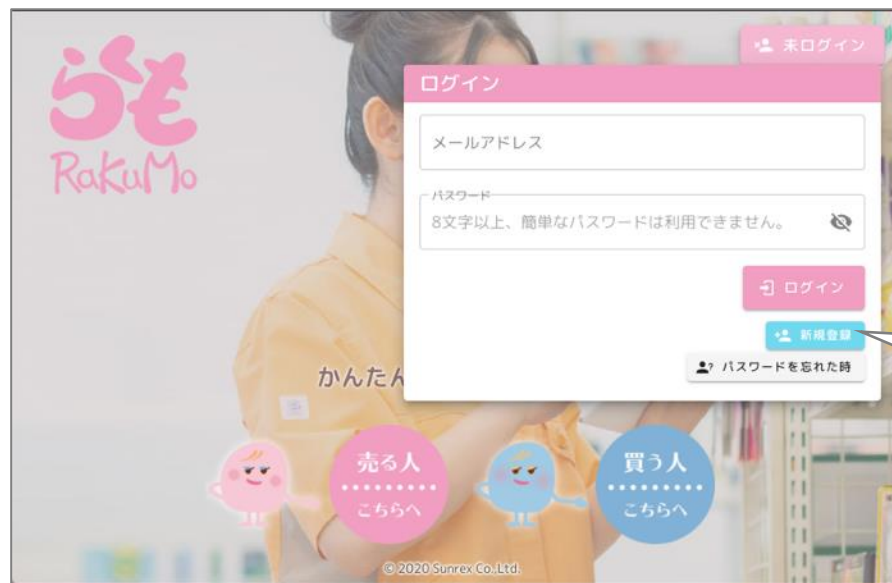 らくも
RakuMo
未ログイン
ログイン
メールアドレス
パスワード
8文字以上、簡単なパスワードは利用できません。
ログイン
新規登録
パスワードを忘れた時
かんたん
売る人
こちらへ
買う人
こちらへ
© 2020 Sunrex Co.,Ltd.